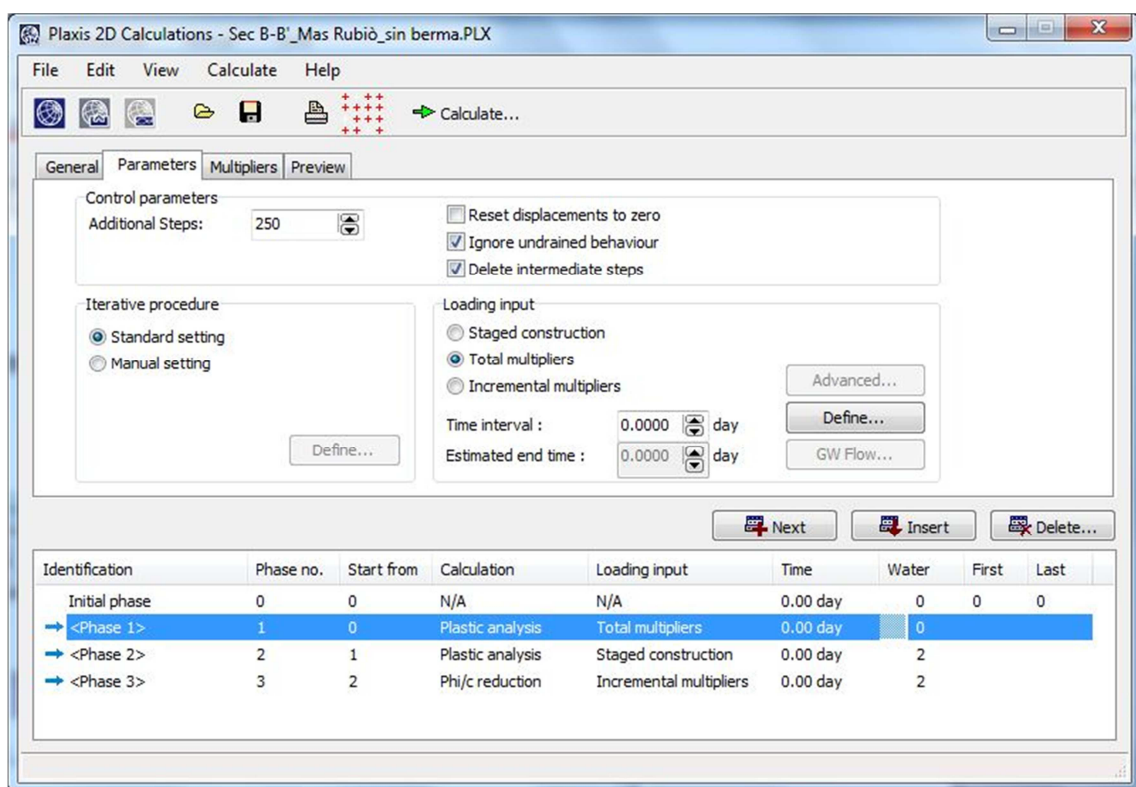 Plaxis 2D Calculations - Sec B-B'_Mas Rubiò_sin berma.PLX
File Edit View Calculate Help
Calculate...
General Parameters Multipliers Preview
Control parameters
Additional Steps: 250
Reset displacements to zero
Ignore undrained behaviour
Delete intermediate steps
Iterative procedure
Standard setting
Manual setting
Define...
Loading input
Staged construction
Total multipliers
Incremental multipliers
Advanced...
Time interval : 0.0000 day Define...
Estimated end time : 0.0000 day GW Flow...
Next Insert Delete...
Identification Phase no. Start from Calculation Loading input Time Water First Last
Initial phase 0 0 N/A N/A 0.00 day 0 0 0
<Phase 1> 1 0 Plastic analysis Total multipliers 0.00 day 0
<Phase 2> 2 1 Plastic analysis Staged construction 0.00 day 2
<Phase 3> 3 2 Phi/c reduction Incremental multipliers 0.00 day 2